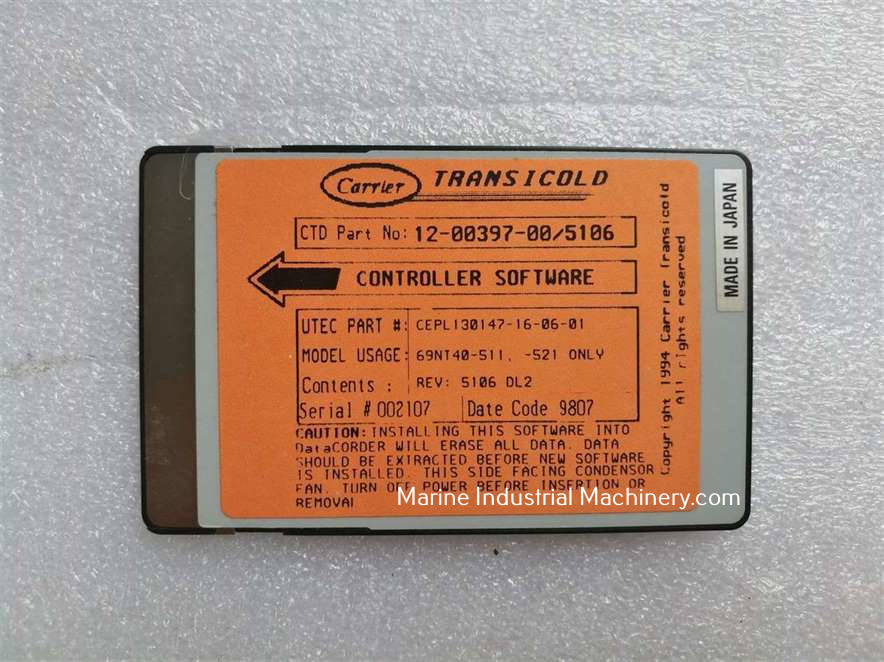 Carrier TRANSICOLD
CTD Part No: 12-00397-00/5106
CONTROLLER SOFTWARE
UTEC PART #: CEPL130147-16-06-01
MODEL USAGE: 69NT40-511, -521 ONLY
Contents : REV: 5106 DL2
Serial # 002107 Date Code 9807
CAUTION: INSTALLING THIS SOFTWARE INTO
DataCORDER WILL ERASE ALL DATA. DATA
SHOULD BE EXTRACTED BEFORE NEW SOFTWARE
IS INSTALLED. THIS SIDE FACING CONDENSOR
FAN. TURN OFF POWER BEFORE INSERTION OR
REMOVAL
Copyright 1994 Carrier Transicold
All rights reserved
MADE IN JAPAN
Marine Industrial Machinery.com